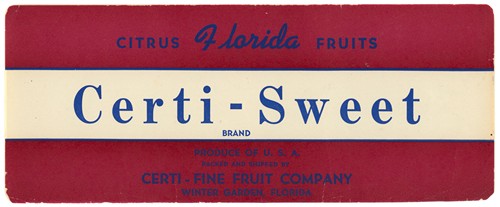 CITRUS Florida FRUITS
Certi - Sweet
BRAND
PRODUCE OF U. S. A.
PACKED AND SHIPPED BY
CERTI - FINE FRUIT COMPANY
WINTER GARDEN, FLORIDA